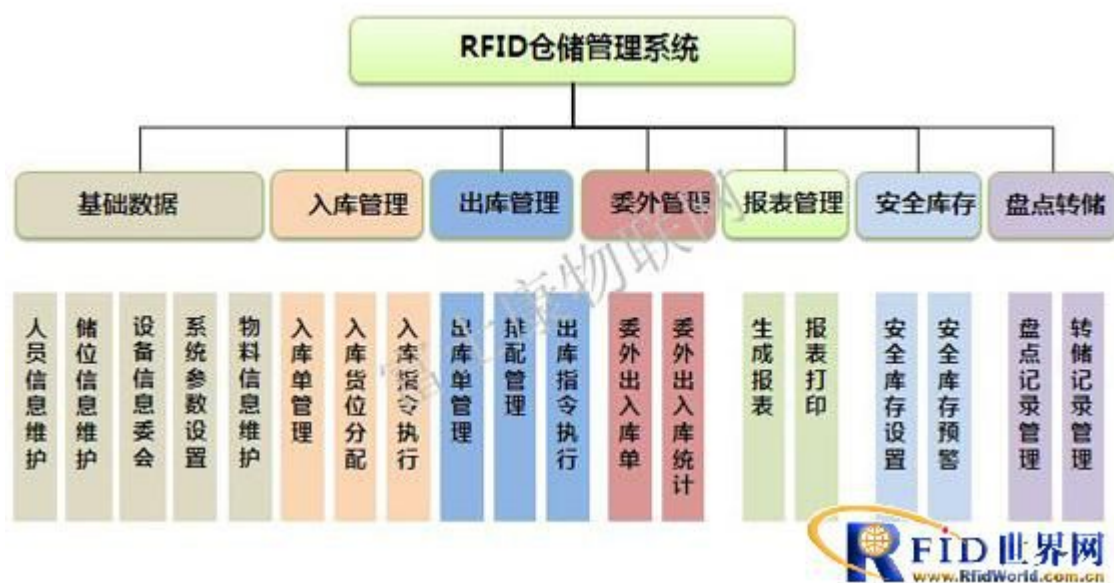 RFID仓储管理系统
基础数据
入库管理
出库管理
委外管理
报表管理
安全库存
盘点转储
人员信息维护
储位信息维护
设备信息委会
系统参数设置
物料信息维护
入库单管理
入库货位分配
入库指令执行
出库单管理
排配管理
出库指令执行
委外出入库单
委外出入库统计
生成报表
报表打印
安全库存设置
安全库存预警
盘点记录管理
转储记录管理
富士康物联网
RFID世界网
www.RfidWorld.com.cn